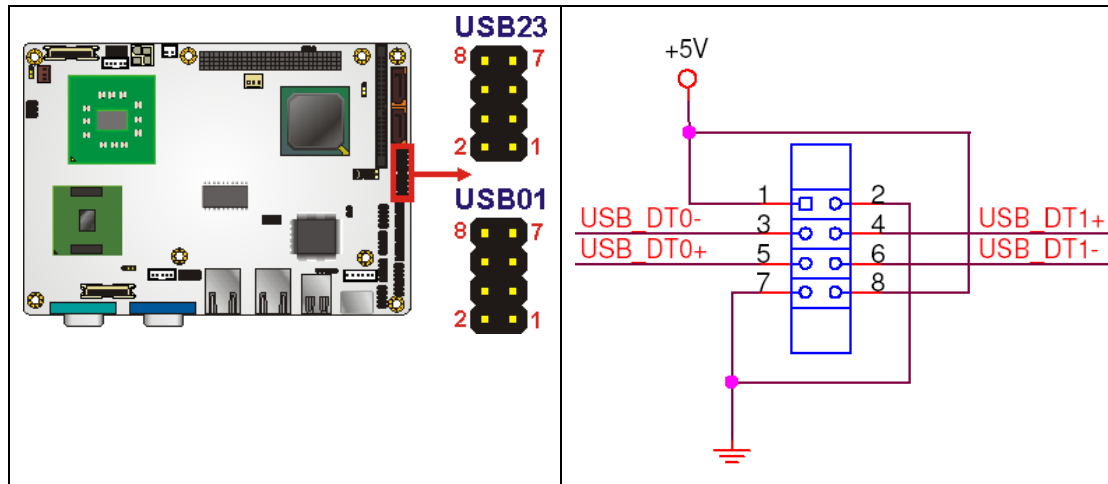 USB23
8 7
2 1
USB01
8 7
2 1
+5V
1 2
USB_DT0- 3 4 USB_DT1+
USB_DT0+ 5 6 USB_DT1-
7 8